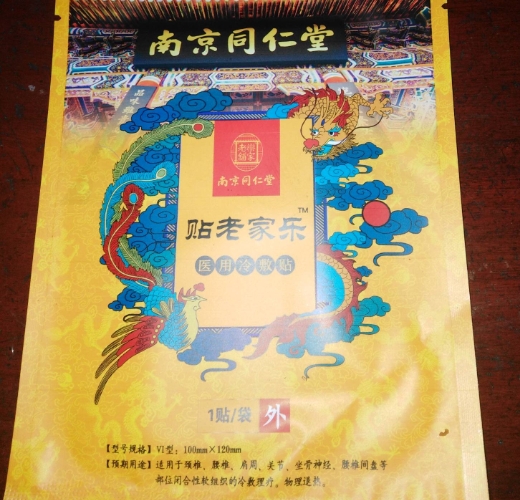 南京同仁堂
南京同仁堂
贴老家乐™
医用冷敷贴
1贴/袋 外
【型号规格】VI型：100mm×120mm
【预期用途】适用于颈椎、腰椎、肩周、关节、坐骨神经、腰椎间盘等
部位闭合性软组织的冷敷理疗，物理退热。